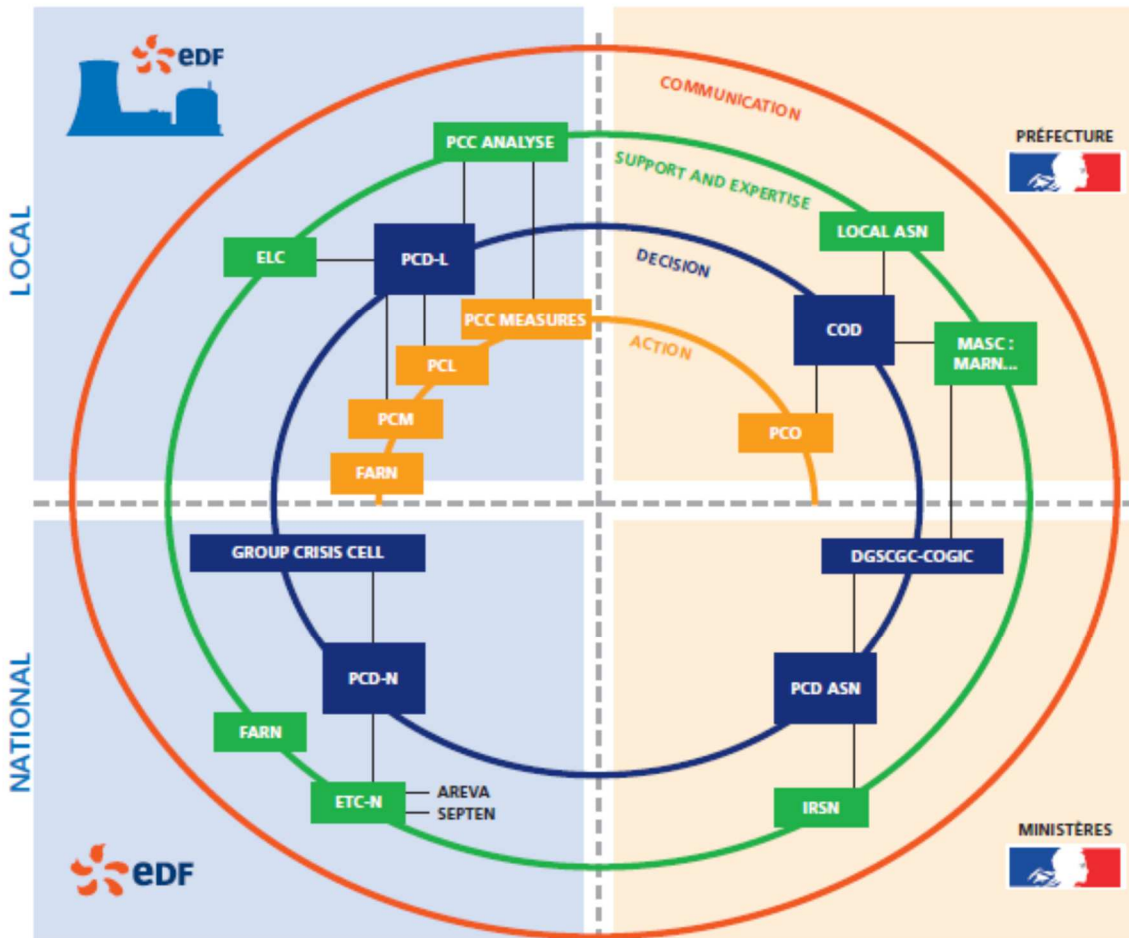 eDF
COMMUNICATION
PCC ANALYSE
PRÉFECTURE
SUPPORT AND EXPERTISE
LOCAL
LOCAL ASN
ELC
PCD-L
DECISION
PCC MEASURES
COD
MASC :
MARN...
ACTION
PCL
PCM
PCO
FARN
GROUP CRISIS CELL
DGSCGC-COGIC
NATIONAL
PCD-N
PCD ASN
FARN
ETC-N
AREVA
SEPTEN
IRSN
MINISTÈRES
eDF